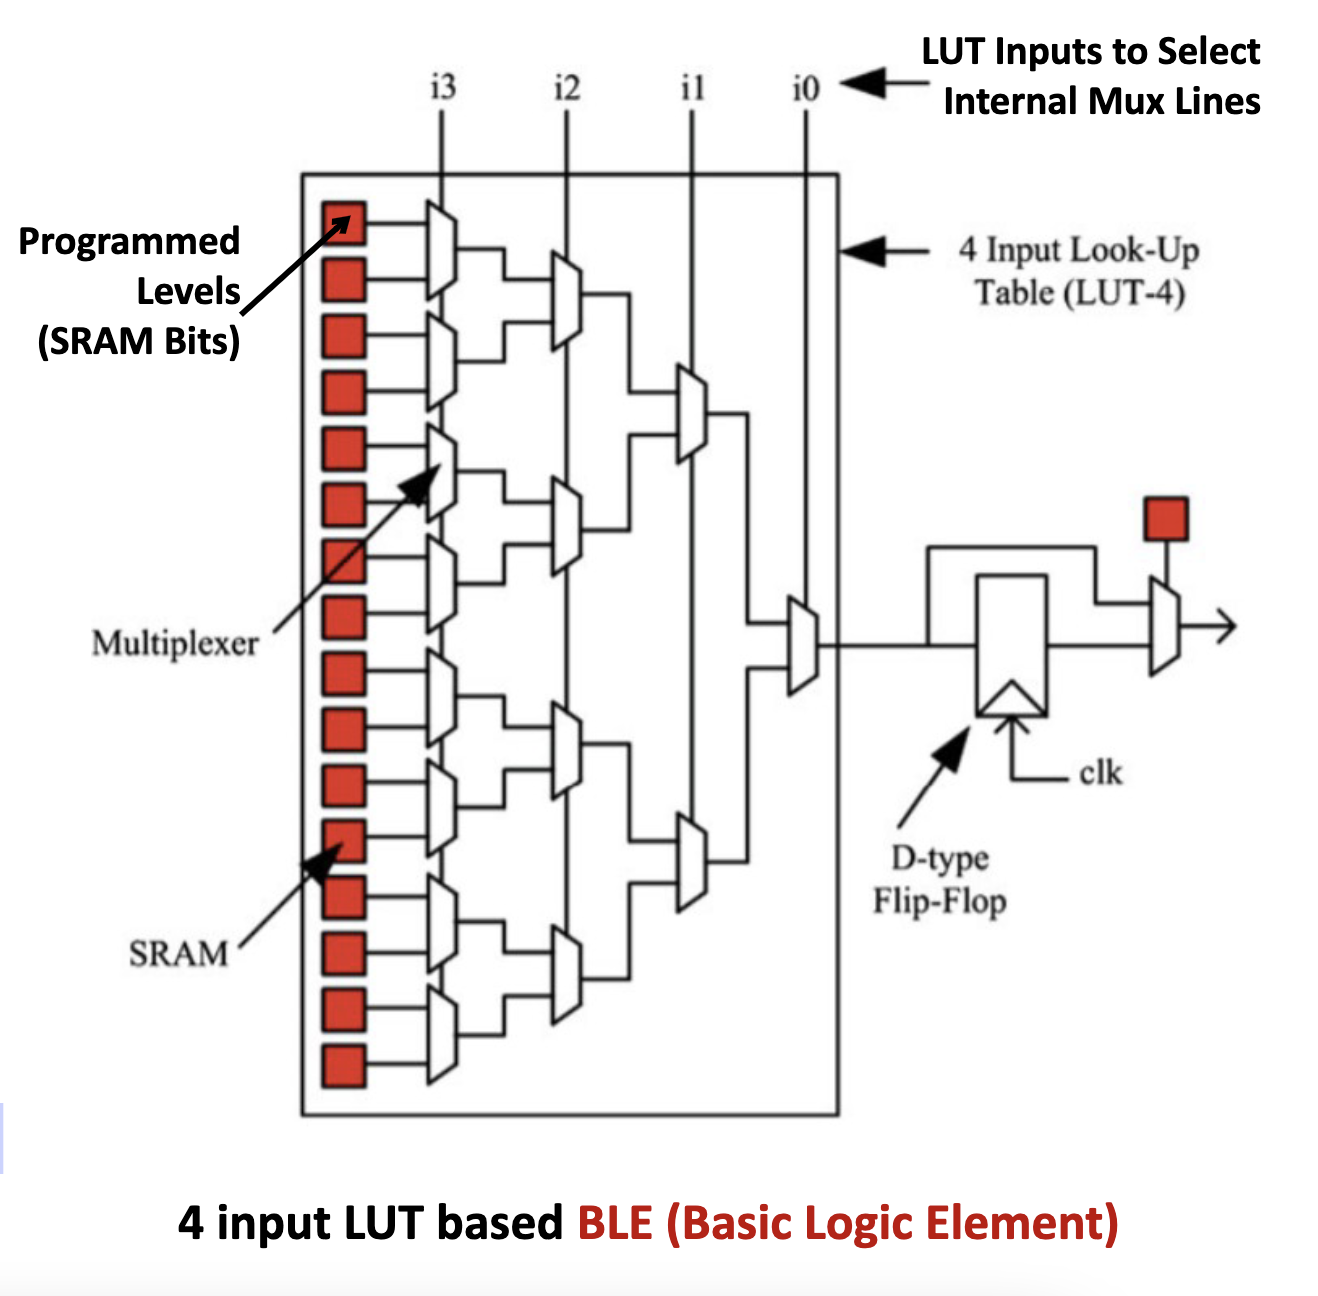 LUT Inputs to Select
Internal Mux Lines
i3
i2
i1
i0
Programmed
Levels
(SRAM Bits)
4 Input Look-Up
Table (LUT-4)
Multiplexer
clk
D-type
Flip-Flop
SRAM
4 input LUT based BLE (Basic Logic Element)